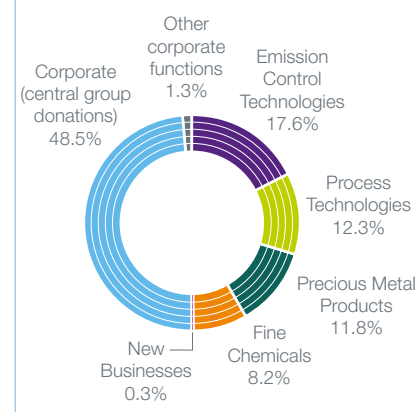 Other
corporate
functions
1.3%
Emission
Control
Technologies
17.6%
Process
Technologies
12.3%
Precious Metal
Products
11.8%
Fine
Chemicals
8.2%
New
Businesses
0.3%
Corporate
(central group
donations)
48.5%